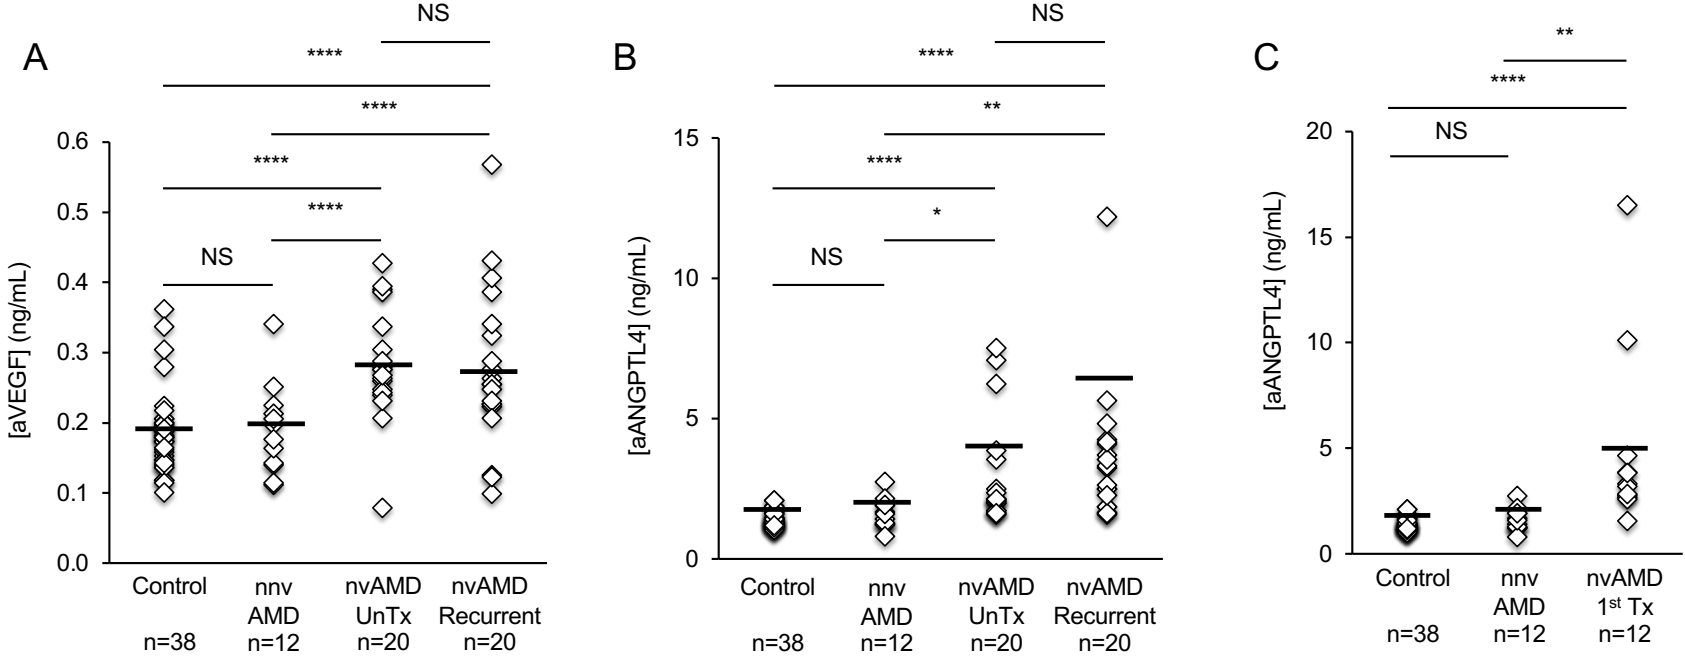 A
NS
****
****
****
****
NS
[aVEGF] (ng/mL)
0.6
0.5
0.4
0.3
0.2
0.1
0.0
Control
n=38
nnv
AMD
n=12
nvAMD
UnTx
n=20
nvAMD
Recurrent
n=20
B
NS
****
**
****
*
NS
[aANGPTL4] (ng/mL)
15
10
5
0
Control
n=38
nnv
AMD
n=12
nvAMD
UnTx
n=20
nvAMD
Recurrent
n=20
C
**
****
NS
[aANGPTL4] (ng/mL)
20
15
10
5
0
Control
n=38
nnv
AMD
n=12
nvAMD
1st Tx
n=12